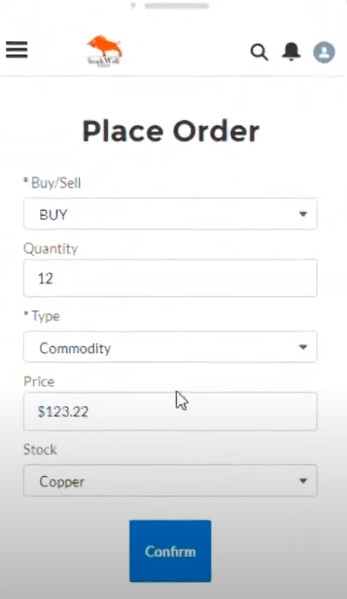 Place Order
* Buy/Sell
BUY
Quantity
12
* Type
Commodity
Price
$123.22
Stock
Copper
Confirm